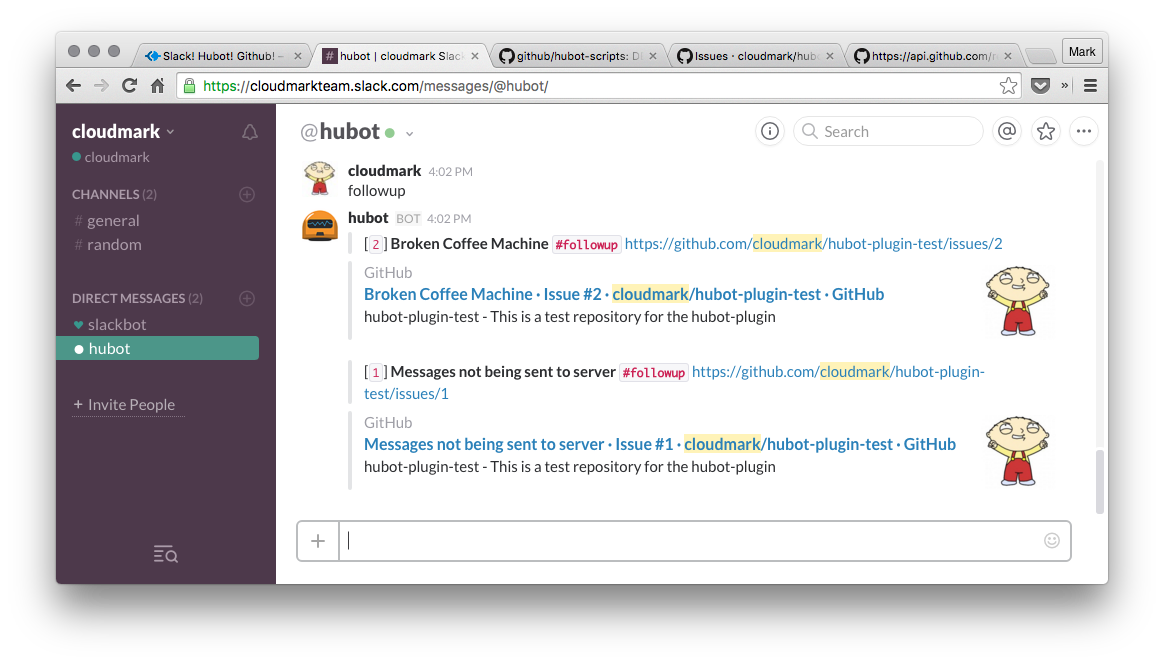 Slack! Hubot! Github! –
hubot | cloudmark Slac
github/hubot-scripts: D
Issues · cloudmark/hub
https://api.github.com/r
Mark
https://cloudmarkteam.slack.com/messages/@hubot/
»
cloudmark
cloudmark
CHANNELS (2)
# general
# random
DIRECT MESSAGES (2)
slackbot
hubot
+ Invite People
@hubot
Search
cloudmark 4:02 PM
followup
hubot BOT 4:02 PM
[2] Broken Coffee Machine #followup https://github.com/cloudmark/hubot-plugin-test/issues/2
GitHub
Broken Coffee Machine · Issue #2 · cloudmark/hubot-plugin-test · GitHub
hubot-plugin-test - This is a test repository for the hubot-plugin
[1] Messages not being sent to server #followup https://github.com/cloudmark/hubot-plugin-
test/issues/1
GitHub
Messages not being sent to server · Issue #1 · cloudmark/hubot-plugin-test · GitHub
hubot-plugin-test - This is a test repository for the hubot-plugin